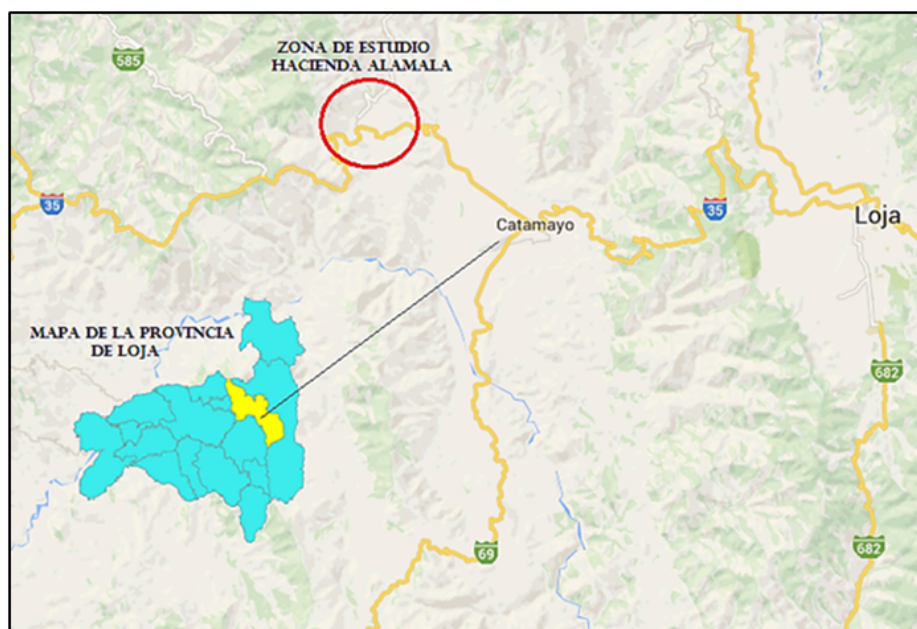 ZONA DE ESTUDIO
HACIENDA ALAMALA
585
35
Catamayo
35
Loja
MAPA DE LA PROVINCIA
DE LOJA
682
69
682